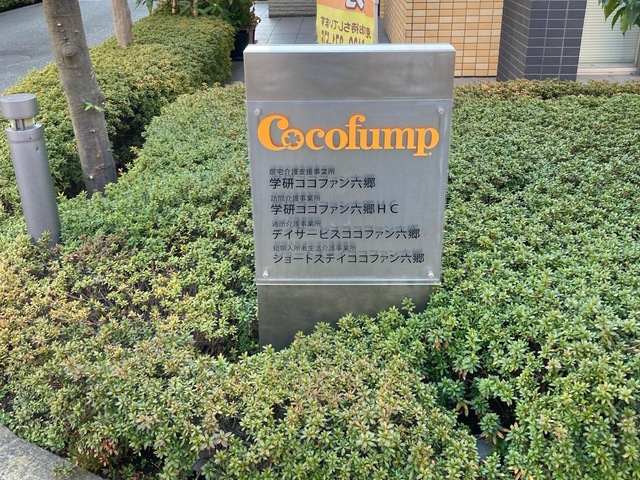 Cocofump
居宅介護支援事業所
学研ココファン六郷
訪問介護事業所
学研ココファン六郷HC
通所介護事業所
デイサービスココファン六郷
短期入所者生活介護事業所
ショートステイココファン六郷